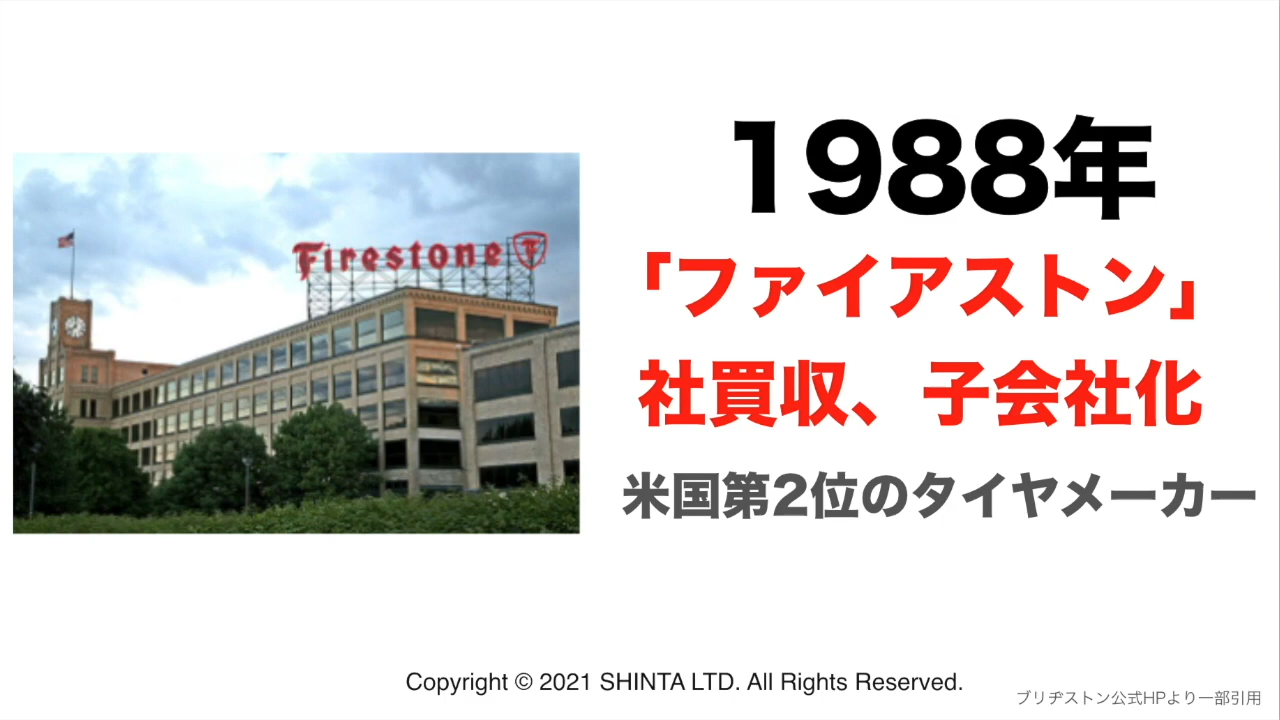 1988年
「ファイアストン」
社買収、子会社化
米国第2位のタイヤメーカー
Firestone F
Copyright © 2021 SHINTA LTD. All Rights Reserved.
ブリヂストン公式HPより一部引用